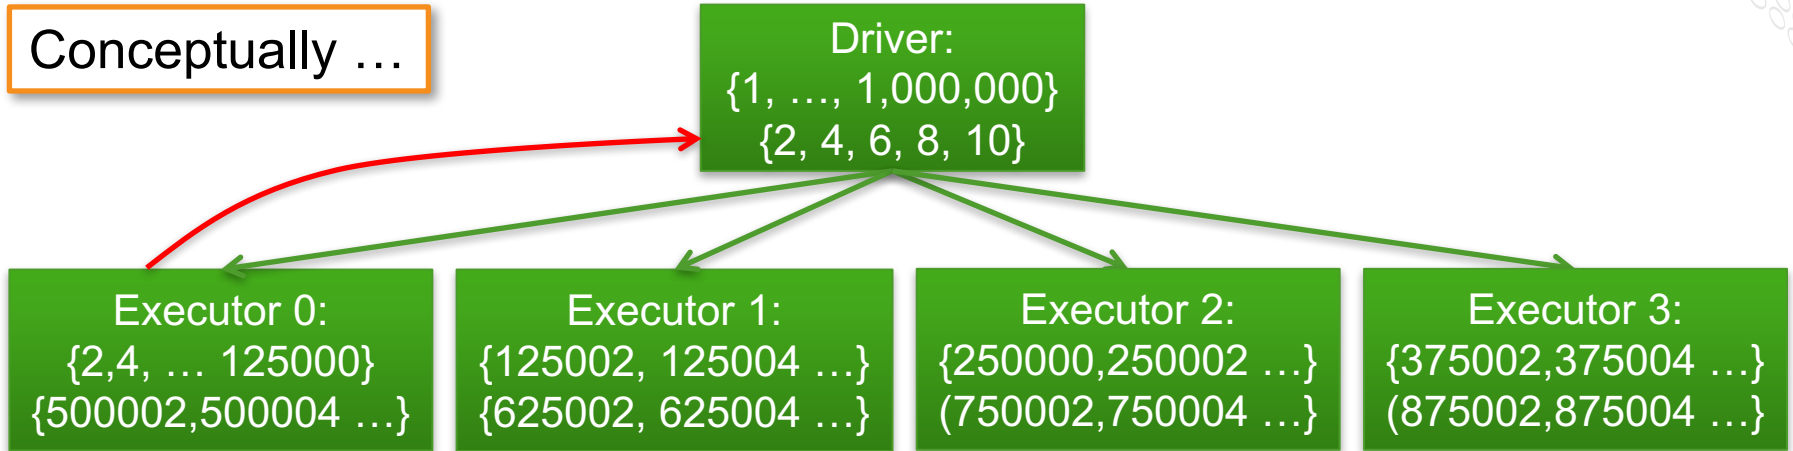 Conceptually …
Driver:
{1, …, 1,000,000}
{2, 4, 6, 8, 10}
Executor 0:
{2,4, … 125000}
{500002,500004 …}
Executor 1:
{125002, 125004 …}
{625002, 625004 …}
Executor 2:
{250000,250002 …}
(750002,750004 …}
Executor 3:
{375002,375004 …}
(875002,875004 …}